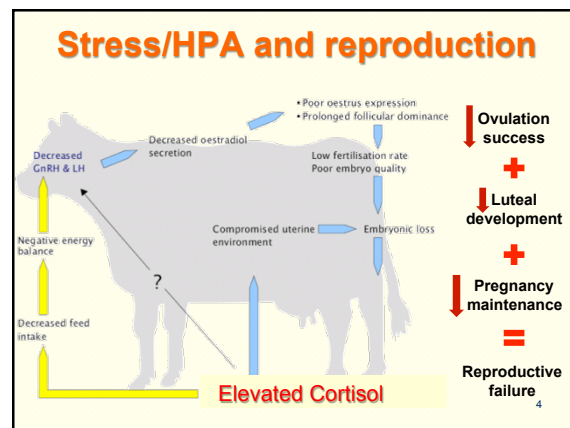 Stress/HPA and reproduction
• Poor oestrus expression
• Prolonged follicular dominance
Decreased oestradiol
secretion
Decreased
GnRH & LH
Low fertilisation rate
Poor embryo quality
Compromised uterine
environment
Embryonic loss
Negative energy
balance
?
Decreased feed
intake
Elevated Cortisol
Ovulation
success
+
Luteal
development
+
Pregnancy
maintenance
=
Reproductive
failure
4